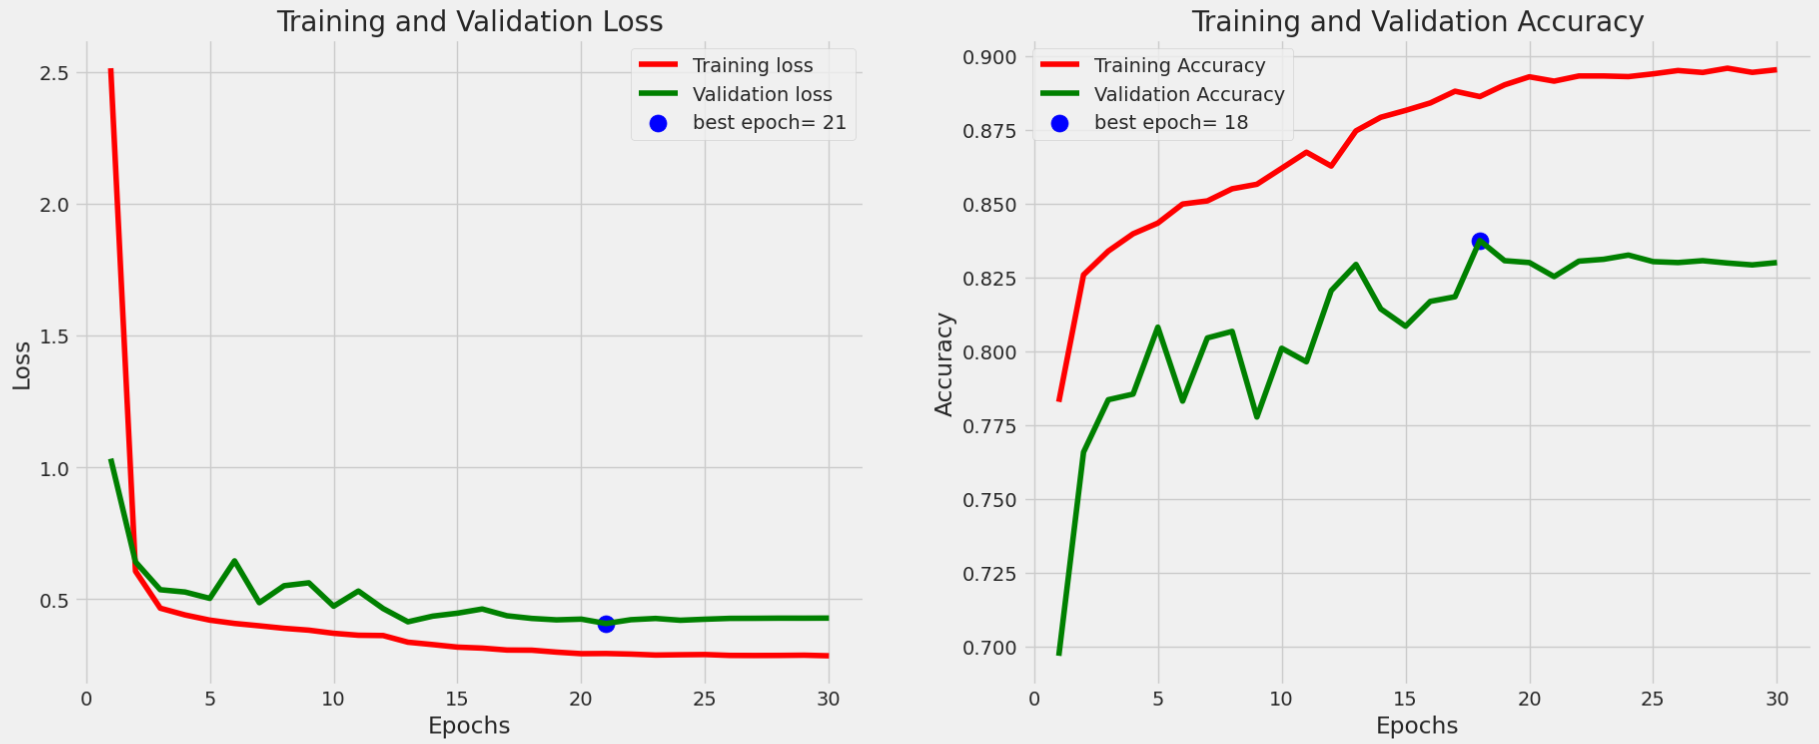 Training and Validation Loss
Training loss
Validation loss
best epoch= 21
2.5
2.0
1.5
1.0
0.5
Loss
0 5 10 15 20 25 30
Epochs
Training and Validation Accuracy
Training Accuracy
Validation Accuracy
best epoch= 18
0.900
0.875
0.850
0.825
0.800
0.775
0.750
0.725
0.700
Accuracy
0 5 10 15 20 25 30
Epochs